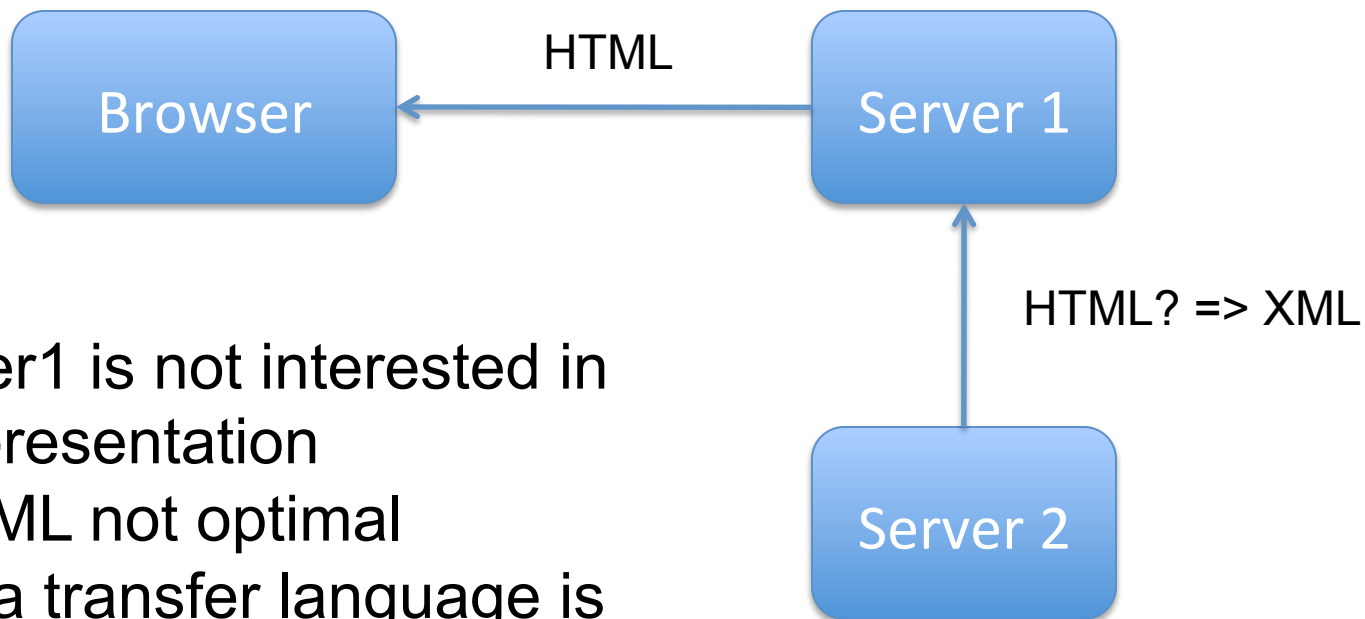 Browser
HTML
Server 1
HTML? => XML
er1 is not interested in
presentation
ML not optimal
a transfer language is
Server 2